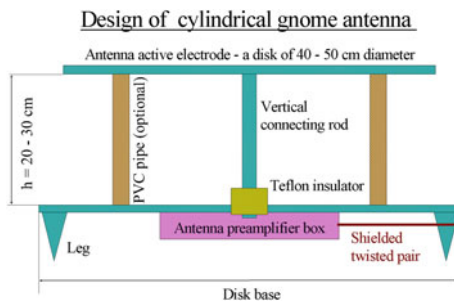 Design of cylindrical gnome antenna
Antenna active electrode - a disk of 40 - 50 cm diameter
h = 20 - 30 cm
PVC pipe (optional)
Vertical
connecting rod
Teflon insulator
Leg
Antenna preamplifier box
Shielded
twisted pair
Disk base